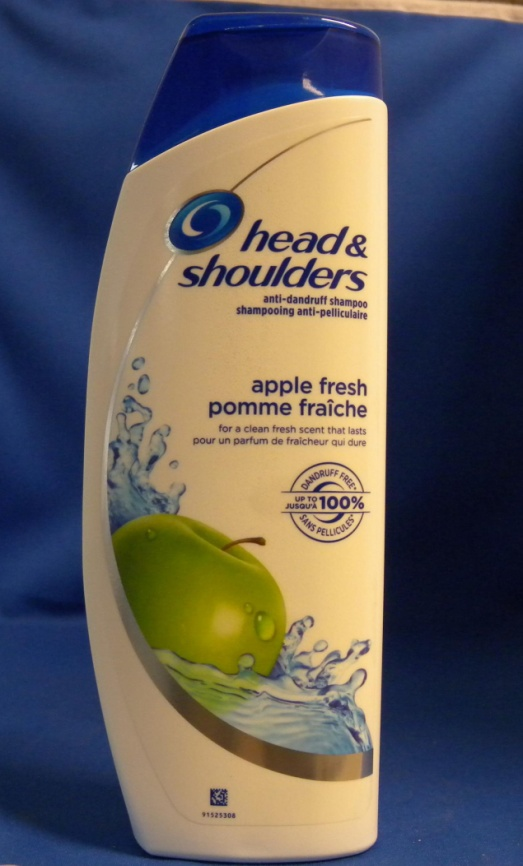 head &
shoulders
anti-dandruff shampoo
shampooing anti-pelliculaire
apple fresh
pomme fraîche
for a clean fresh scent that lasts
pour un parfum de fraîcheur qui dure
DANDRUFF FREE*
UP TO
JUSQU'À 100%
SANS PELLICULES*
91525308